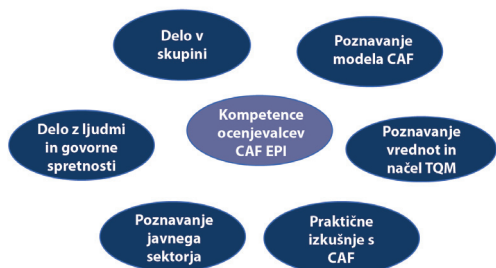 Delo v
skupini
Poznavanje
modela CAF
Kompetence
ocenjevalcev
CAF EPI
Delo z ljudmi
in govorne
spretnosti
Poznavanje
vrednot in
načel TQM
Poznavanje
javnega
sektorja
Praktične
izkušnje s
CAF